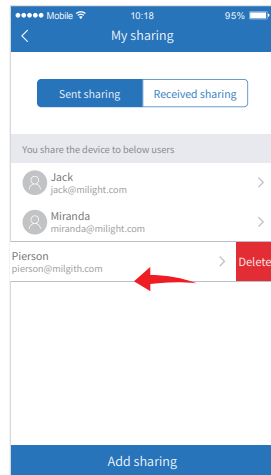 Mobile 10:18 95%
My sharing
Sent sharing Received sharing
You share the device to below users
Jack
jack@milight.com
Miranda
miranda@milight.com
Pierson
pierson@milgith.com
Delete
Add sharing